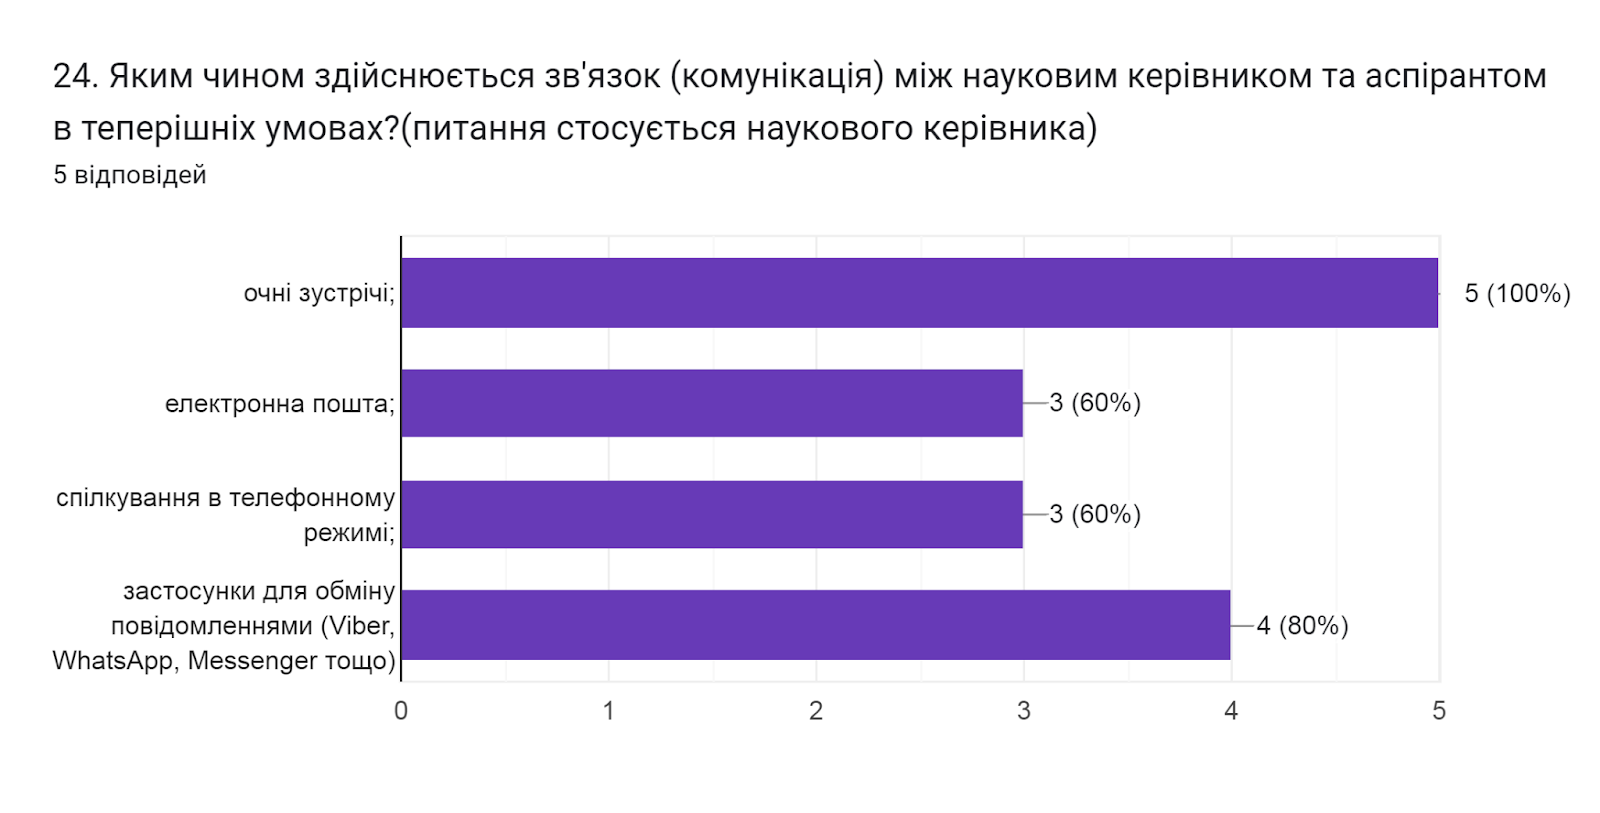 24. Яким чином здійснюється зв'язок (комунікація) між науковим керівником та аспірантом
в теперішніх умовах?(питання стосується наукового керівника)
5 відповідей
очні зустрічі;
5 (100%)
електронна пошта;
3 (60%)
спілкування в телефонному
режимі;
3 (60%)
застосунки для обміну
повідомленнями (Viber,
WhatsApp, Messenger тощо)
4 (80%)
0 1 2 3 4 5